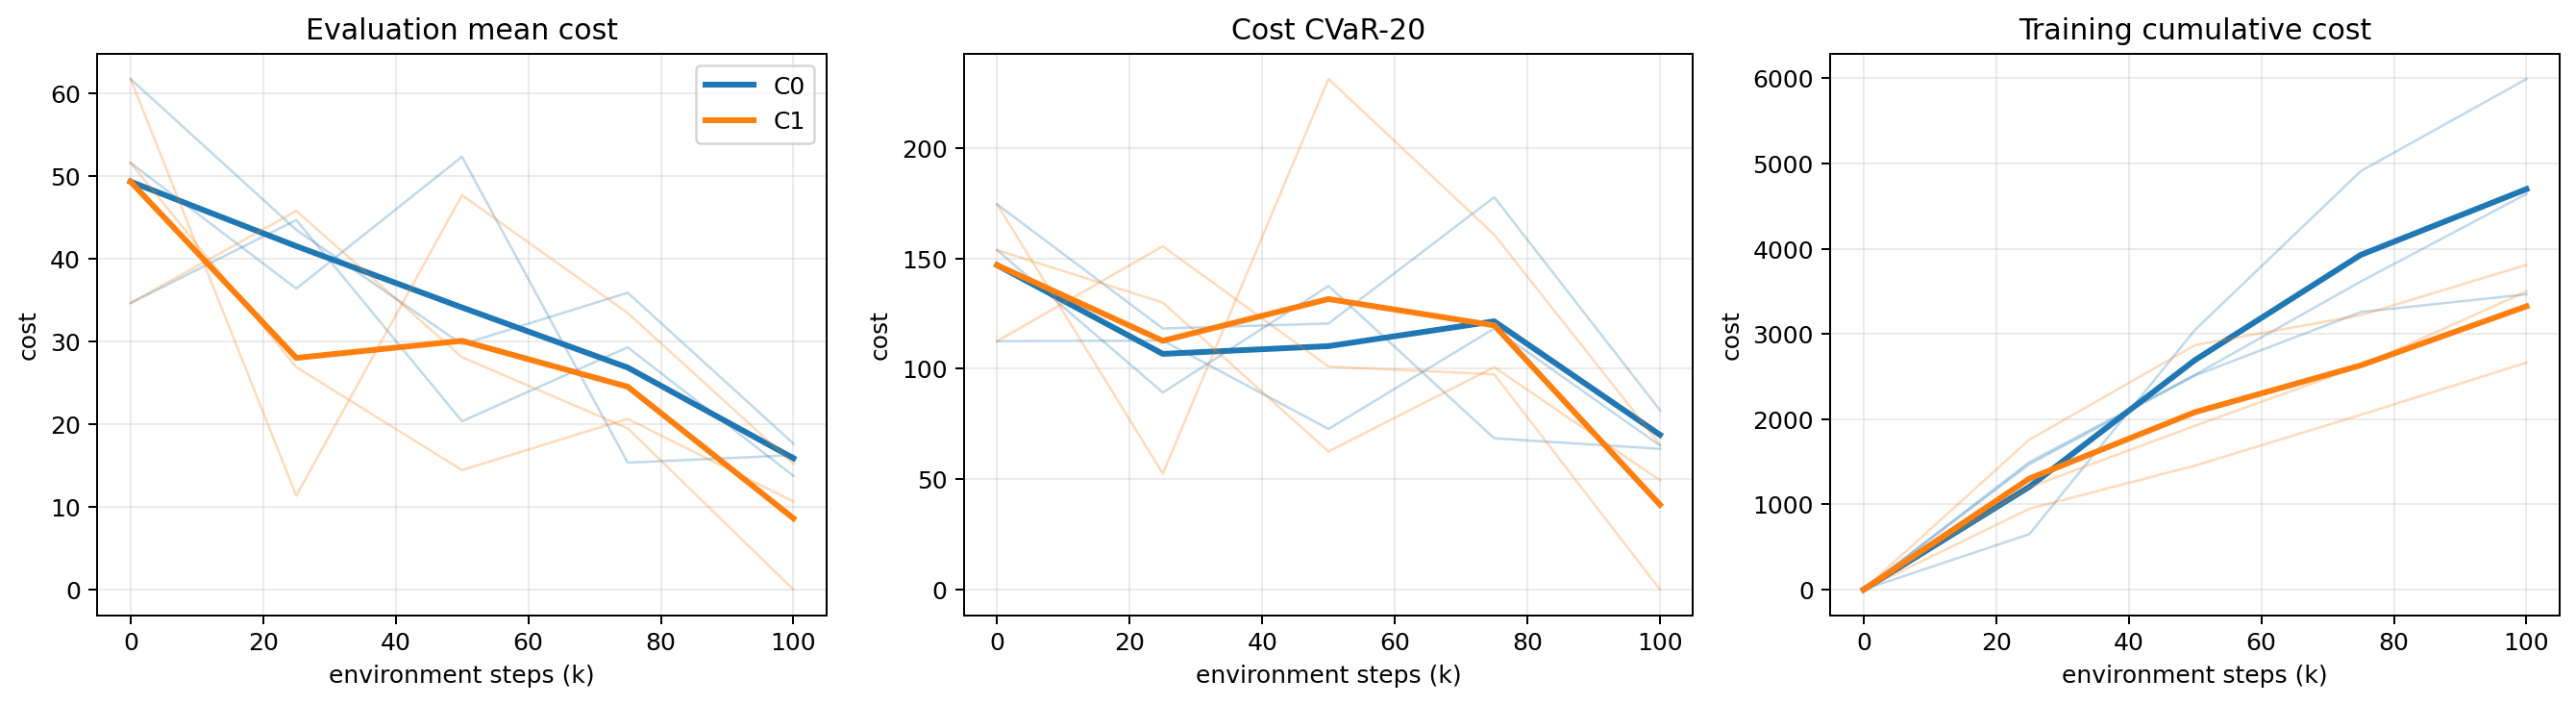 Evaluation mean cost
60
50
40
30
20
10
0
cost
0 20 40 60 80 100
environment steps (k)
C0
C1
Cost CVaR-20
200
150
100
50
0
cost
0 20 40 60 80 100
environment steps (k)
Training cumulative cost
6000
5000
4000
3000
2000
1000
0
cost
0 20 40 60 80 100
environment steps (k)